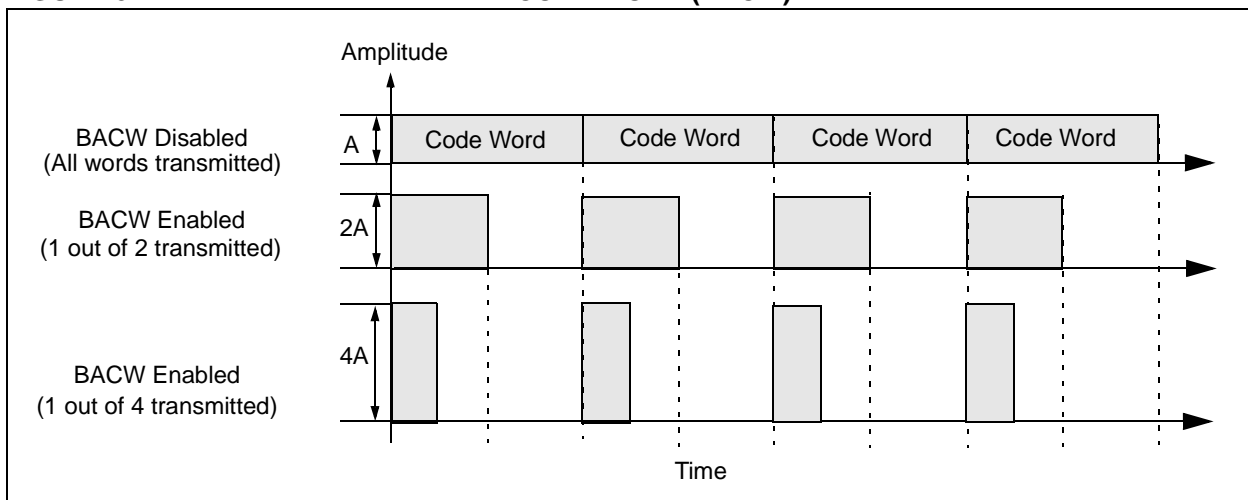 Amplitude
BACW Disabled
(All words transmitted)
A
Code Word
Code Word
Code Word
Code Word
BACW Enabled
(1 out of 2 transmitted)
2A
BACW Enabled
(1 out of 4 transmitted)
4A
Time